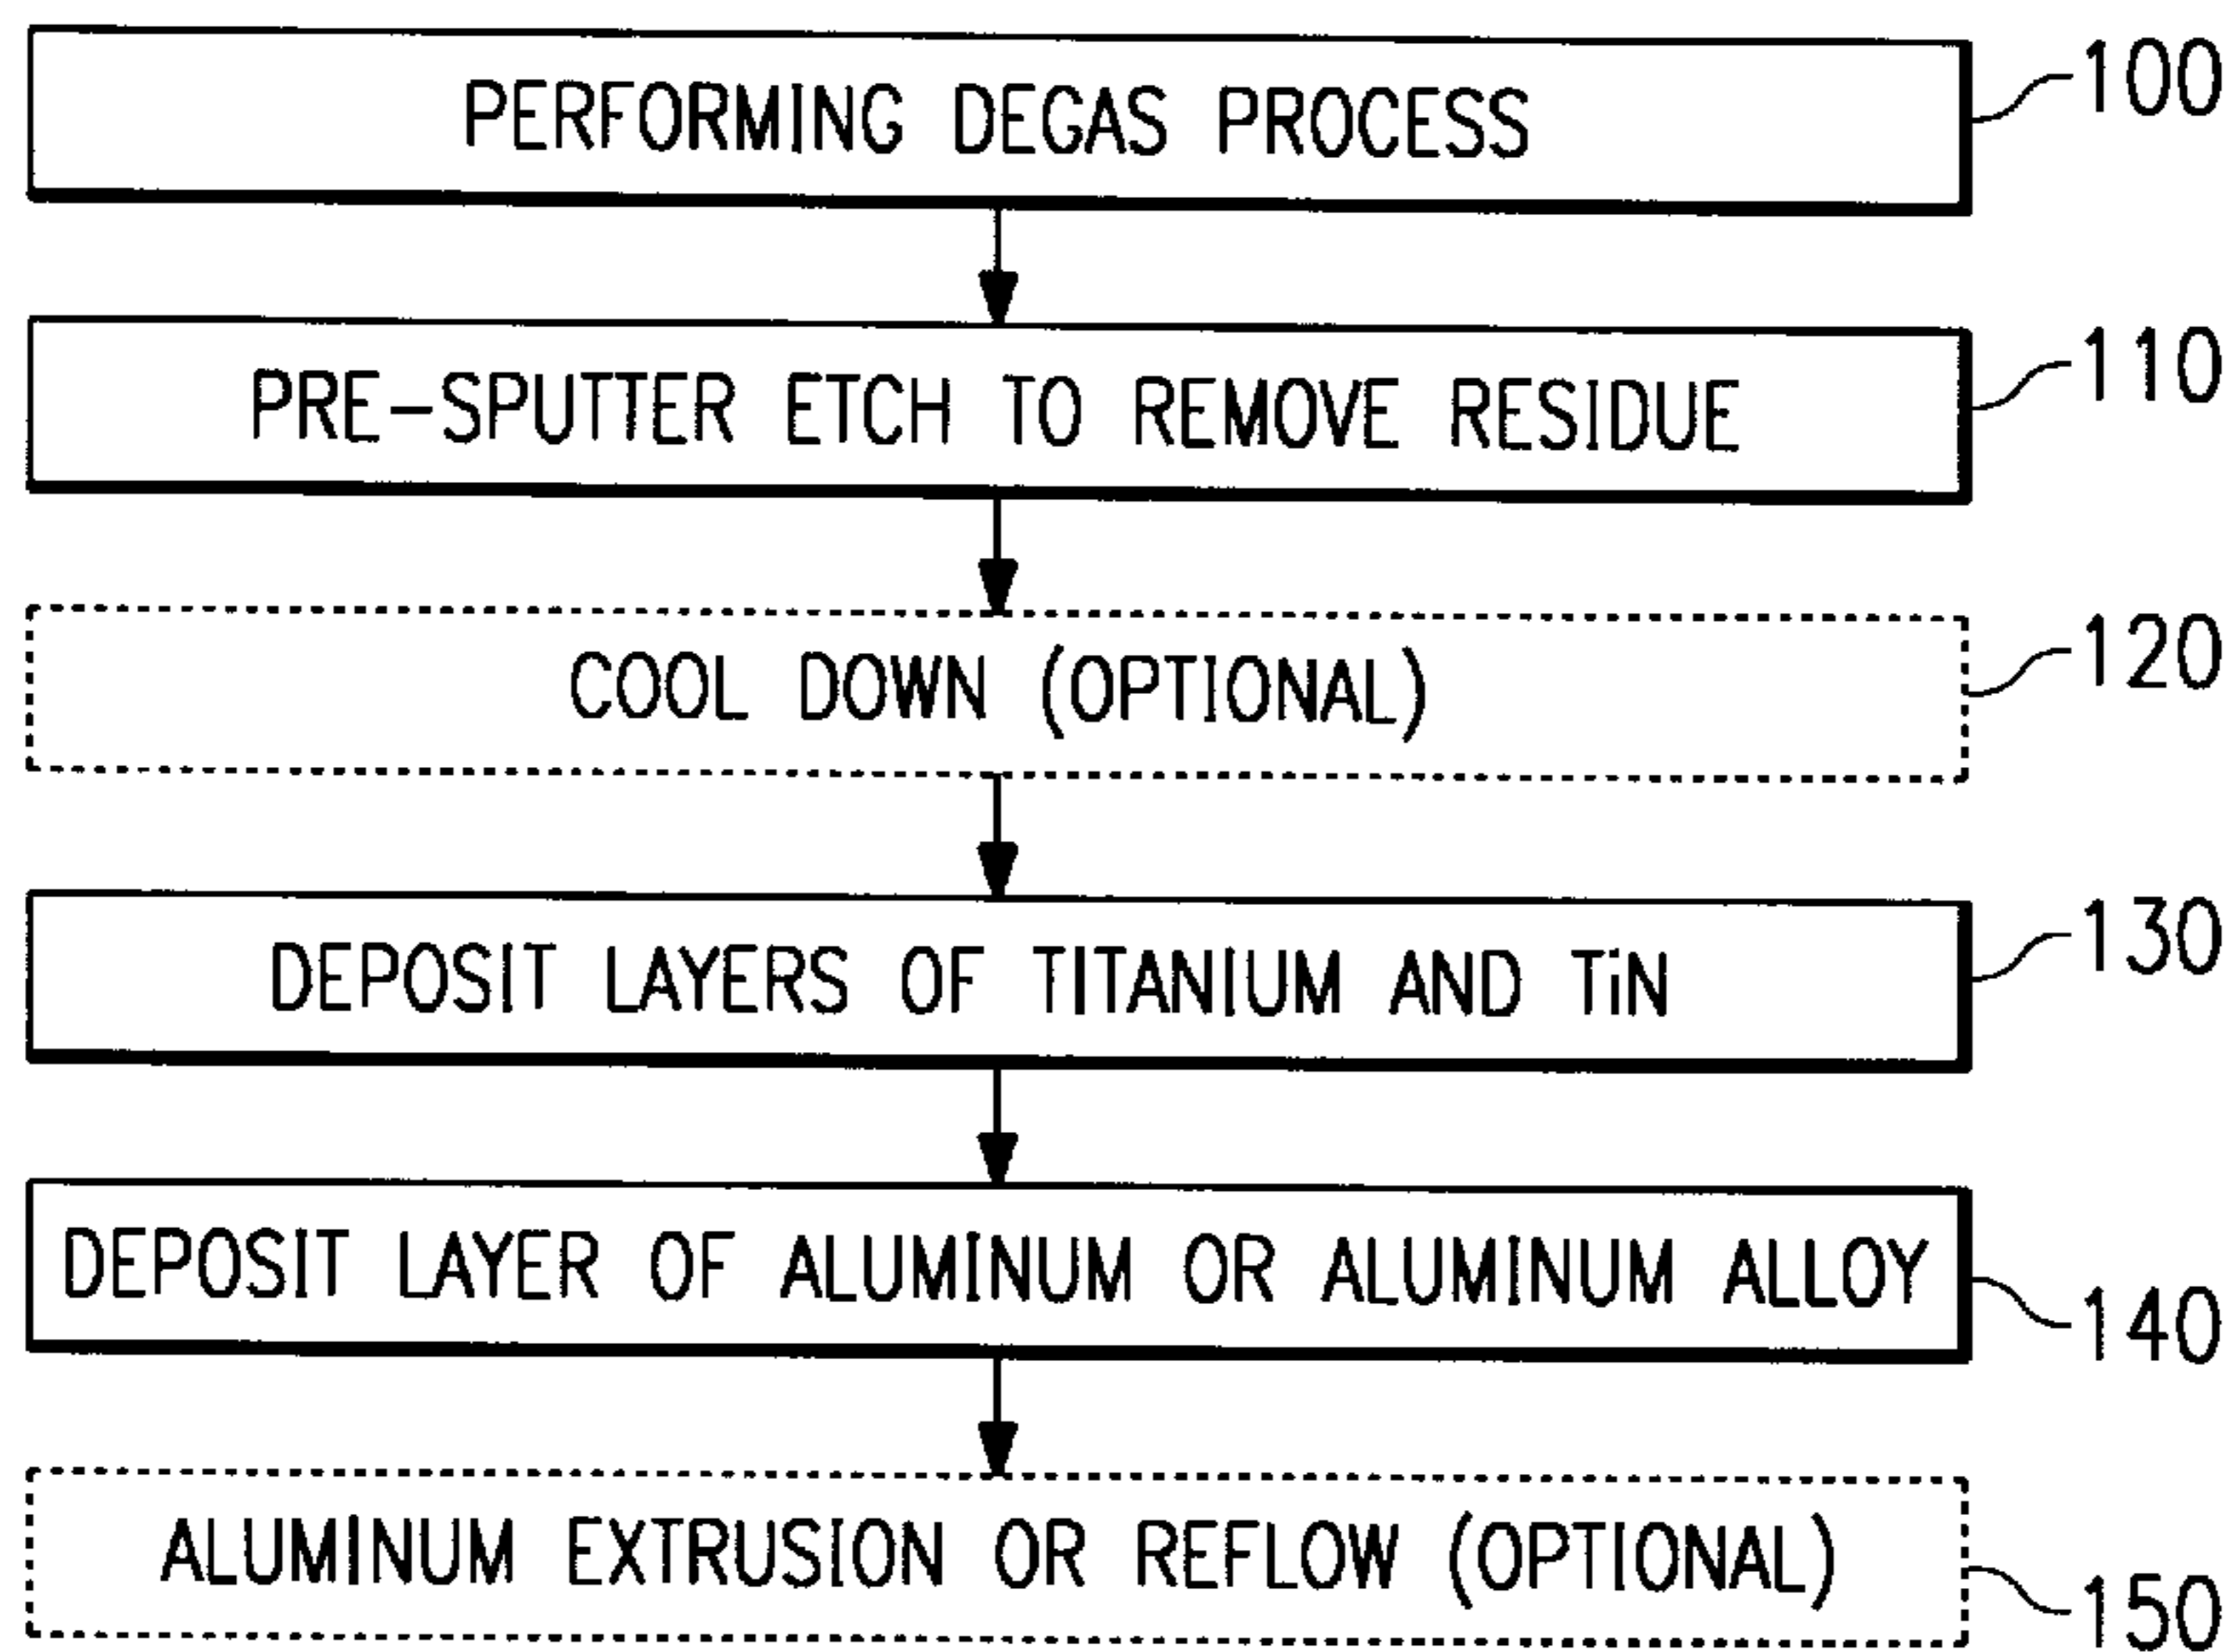 PERFORMING DEGAS PROCESS
100
PRE-SPUTTER ETCH TO REMOVE RESIDUE
110
COOL DOWN (OPTIONAL)
120
DEPOSIT LAYERS OF TITANIUM AND TiN
130
DEPOSIT LAYER OF ALUMINUM OR ALUMINUM ALLOY
140
ALUMINUM EXTRUSION OR REFLOW (OPTIONAL)
150